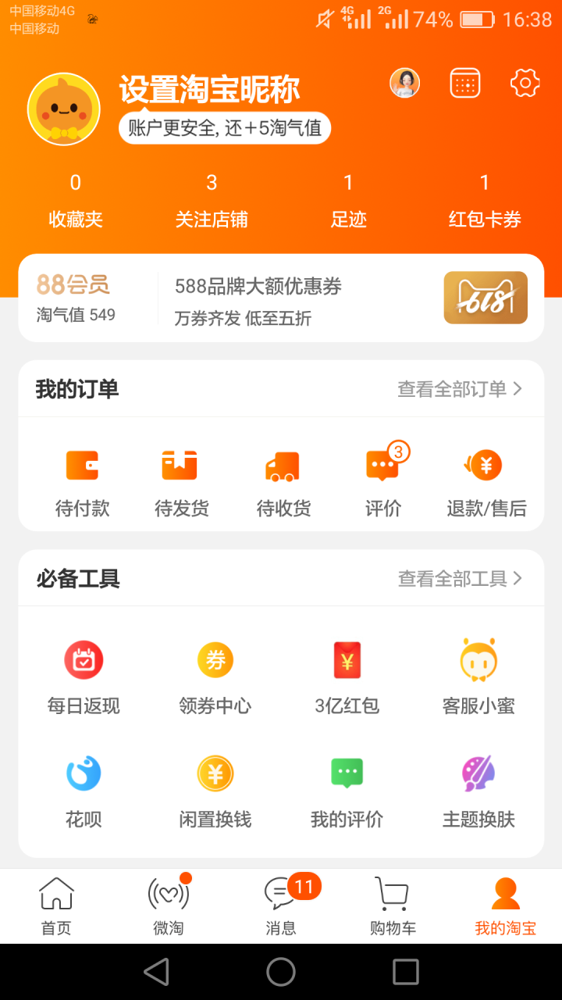 中国移动4G
中国移动
4G
2G
74%
16:38
设置淘宝昵称
账户更安全, 还＋5淘气值
0
3
1
1
收藏夹
关注店铺
足迹
红包卡券
88会员
淘气值 549
588品牌大额优惠券
万券齐发 低至五折
618
我的订单
查看全部订单
3
待付款
待发货
待收货
评价
退款/售后
必备工具
查看全部工具
券
每日返现
领券中心
3亿红包
客服小蜜
花呗
闲置换钱
我的评价
主题换肤
11
首页
微淘
消息
购物车
我的淘宝